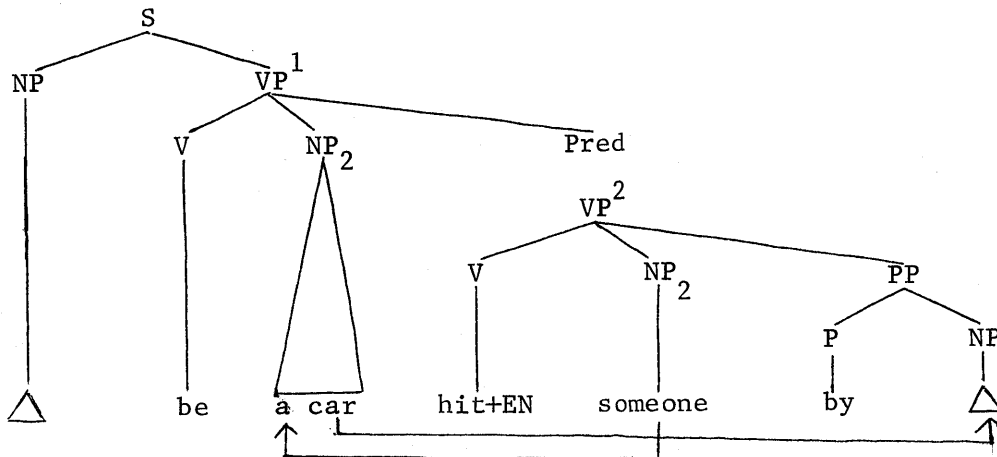 S
NP VP1
V NP2 Pred
VP2
V NP2 PP
P NP
be a car hit+EN someone by